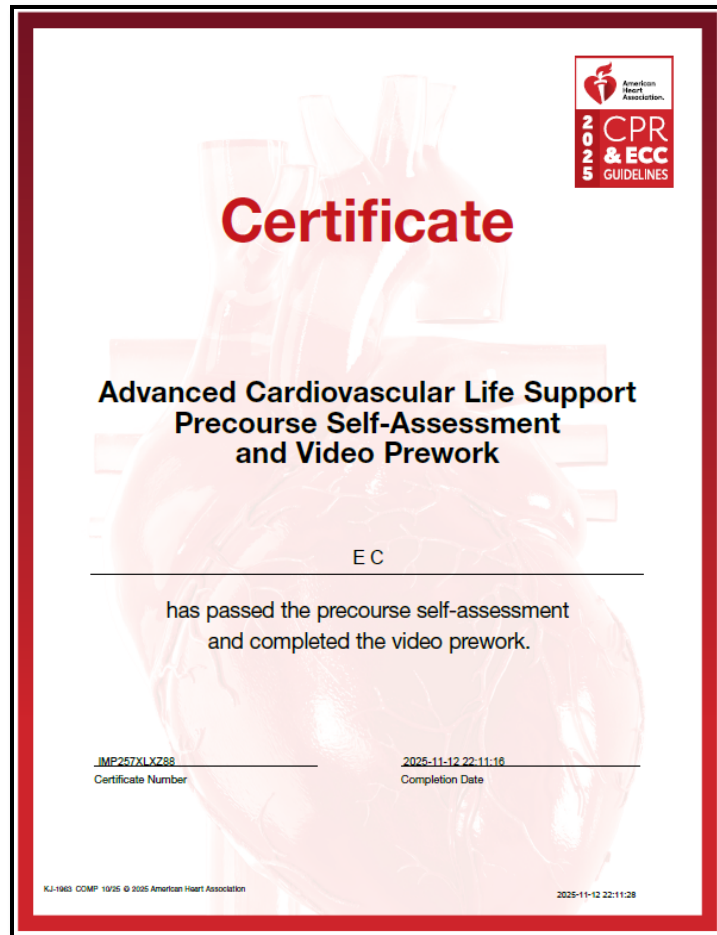 American
Heart
Association.
2025
CPR
& ECC
GUIDELINES
Certificate
Advanced Cardiovascular Life Support
Precourse Self-Assessment
and Video Prework
E C
has passed the precourse self-assessment
and completed the video prework.
IMP257XLXZ88 2025-11-12 22:11:16
Certificate Number Completion Date
KJ-1963 COMP 10/25 © 2025 American Heart Association 2025-11-12 22:11:28